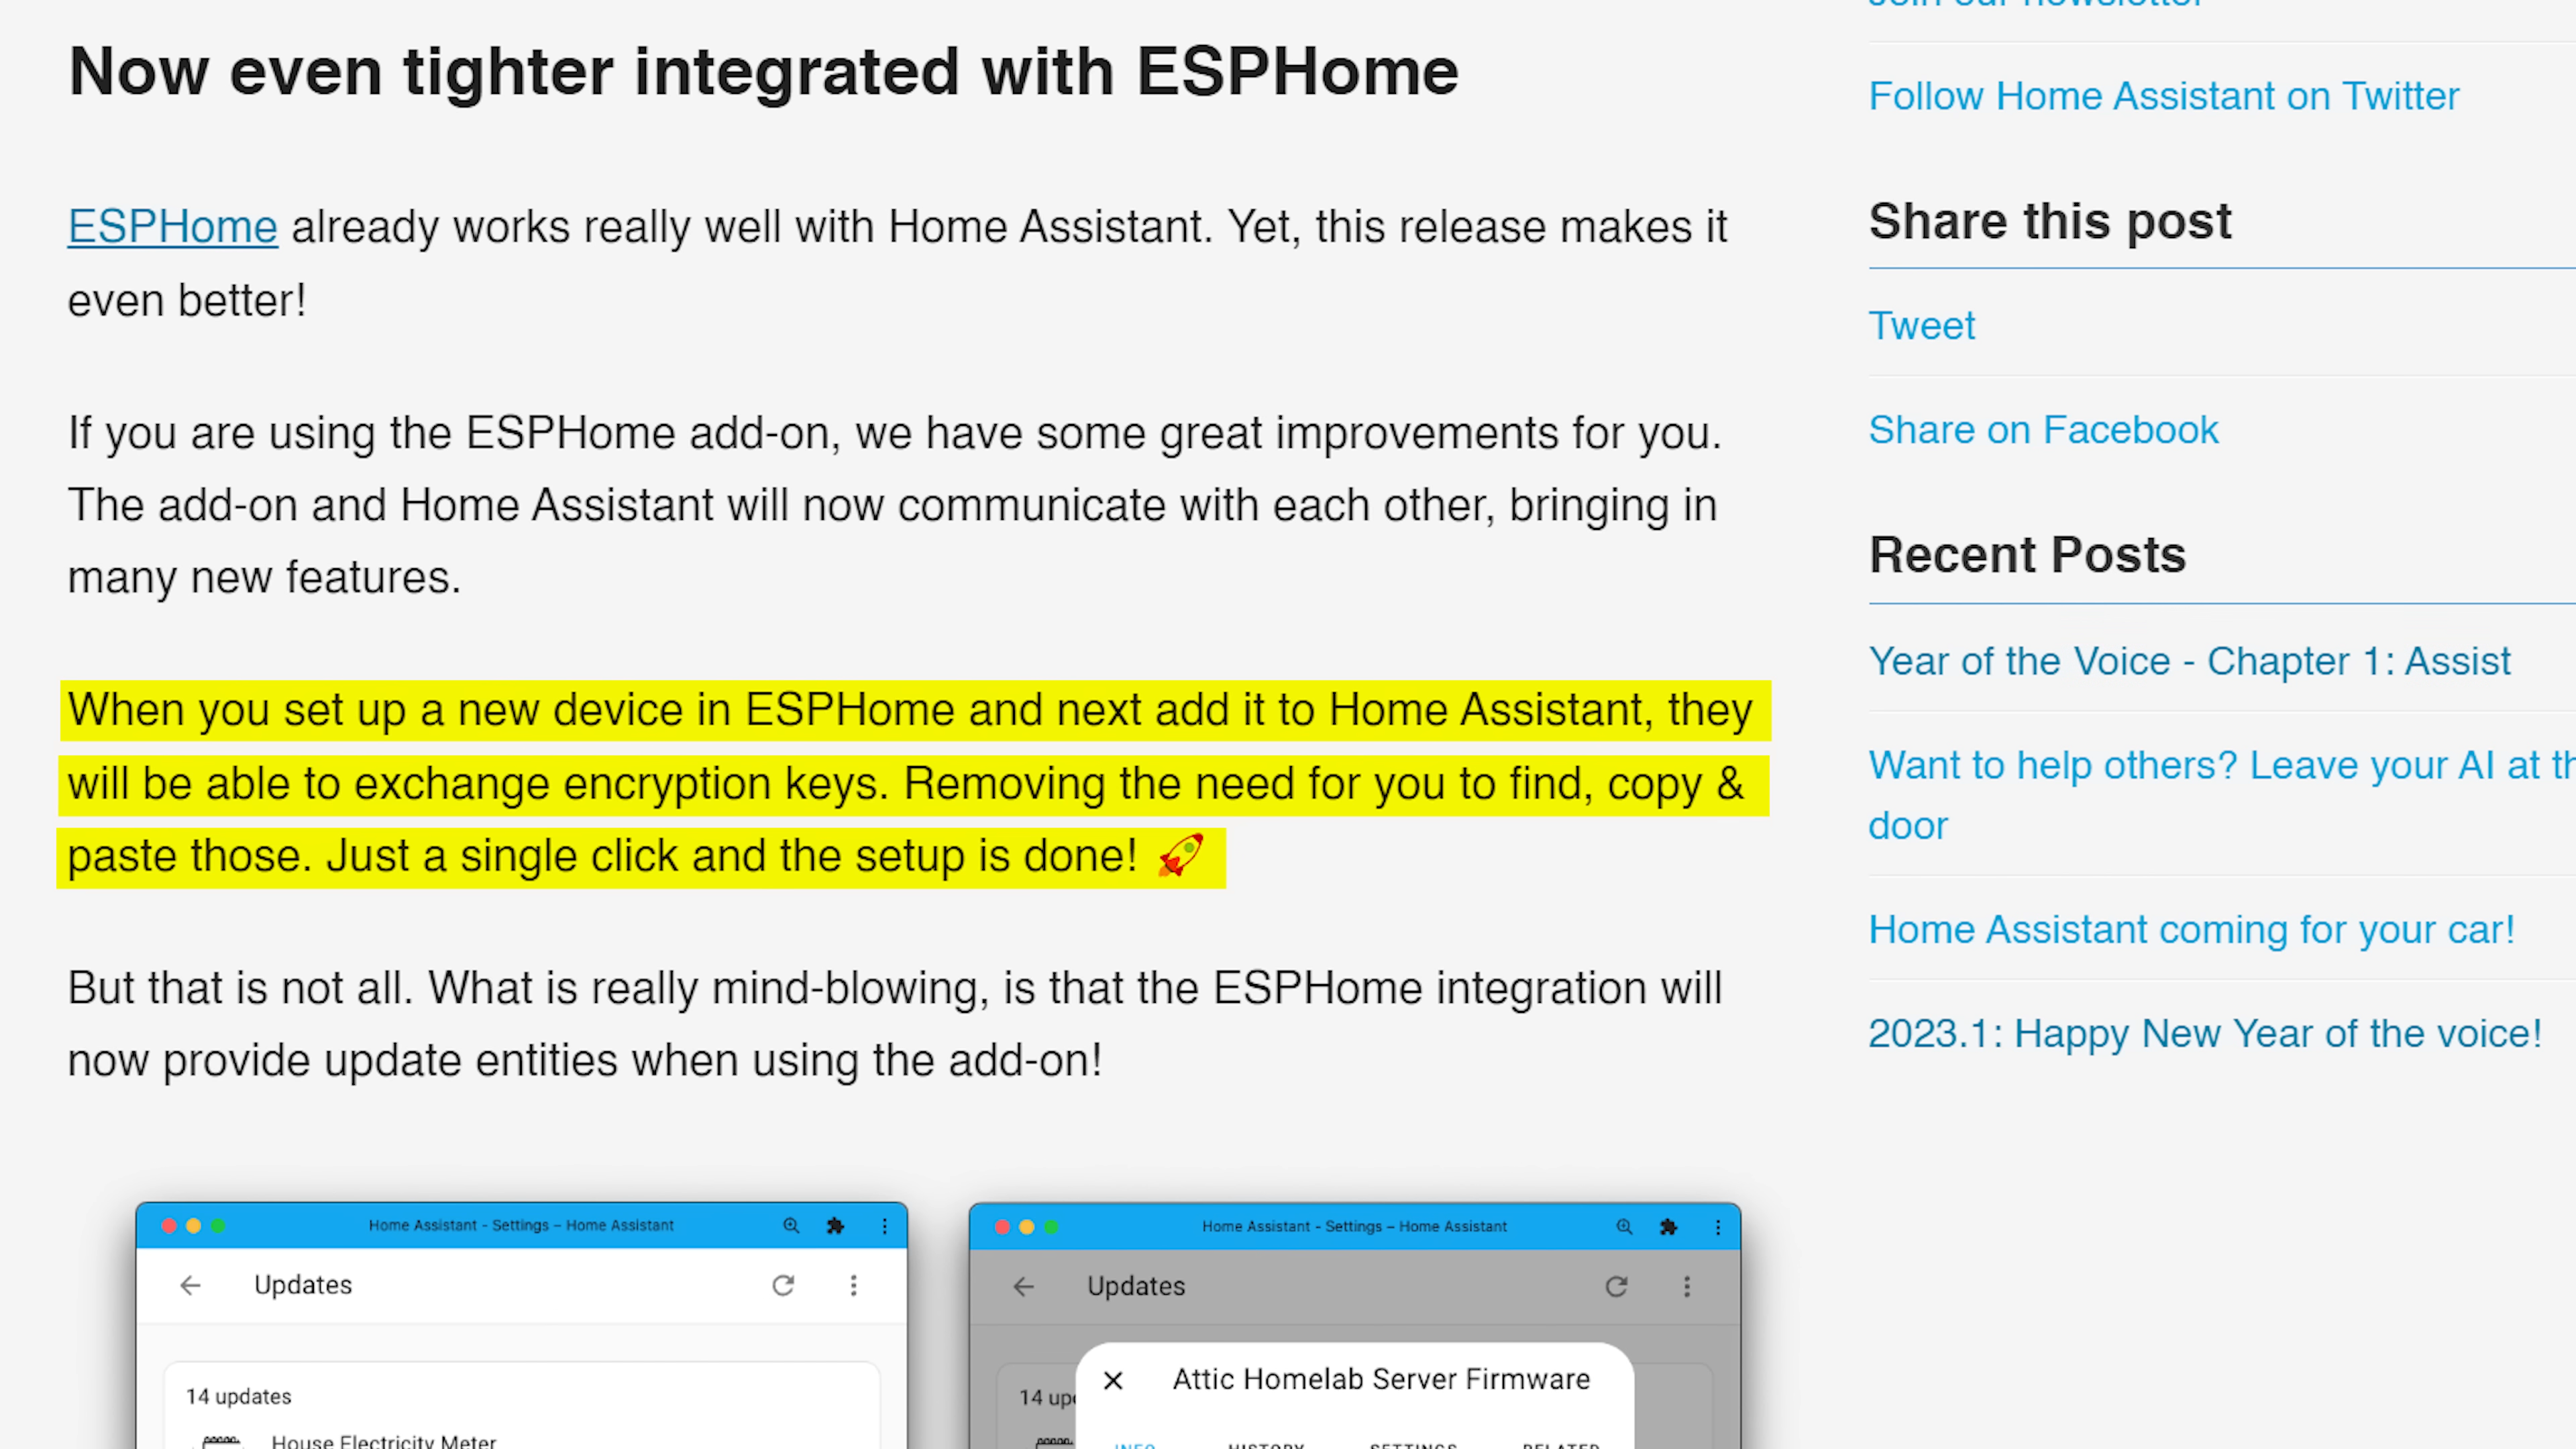 Now even tighter integrated with ESPHome
ESPHome already works really well with Home Assistant. Yet, this release makes it
even better!
If you are using the ESPHome add-on, we have some great improvements for you.
The add-on and Home Assistant will now communicate with each other, bringing in
many new features.
When you set up a new device in ESPHome and next add it to Home Assistant, they
will be able to exchange encryption keys. Removing the need for you to find, copy &
paste those. Just a single click and the setup is done! 🚀
But that is not all. What is really mind-blowing, is that the ESPHome integration will
now provide update entities when using the add-on!
Home Assistant - Settings – Home Assistant
Updates
14 updates
House Electricity Meter
Home Assistant - Settings – Home Assistant
Updates
14
Attic Homelab Server Firmware
INFO HISTORY SETTINGS RELATED
Join our newsletter
Follow Home Assistant on Twitter
Share this post
Tweet
Share on Facebook
Recent Posts
Year of the Voice - Chapter 1: Assist
Want to help others? Leave your AI at
door
Home Assistant coming for your car!
2023.1: Happy New Year of the voice!